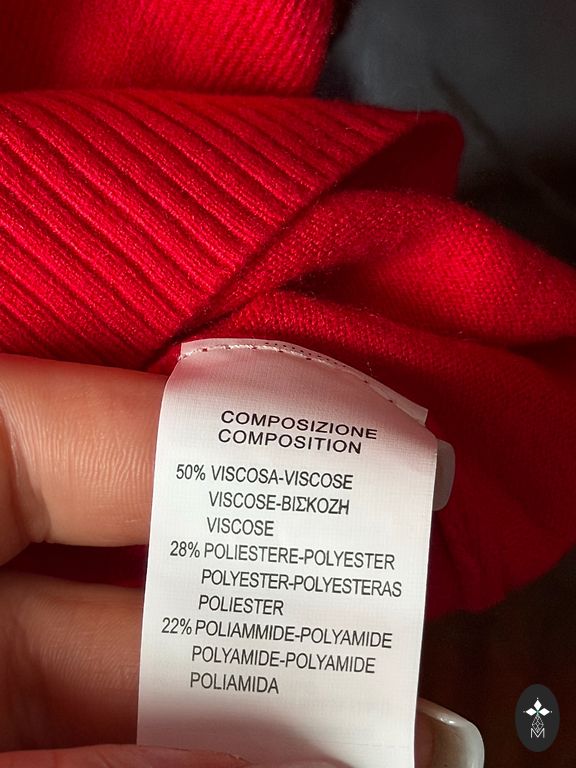 COMPOSIZIONE
COMPOSITION
50% VISCOSA-VISCOSE
VISCOSE-ΒΙΣΚΟΖΗ
VISCOSE
28% POLIESTERE-POLYESTER
POLYESTER-POLYESTERAS
POLIESTER
22% POLIAMMIDE-POLYAMIDE
POLYAMIDE-POLYAMIDE
POLIAMIDA